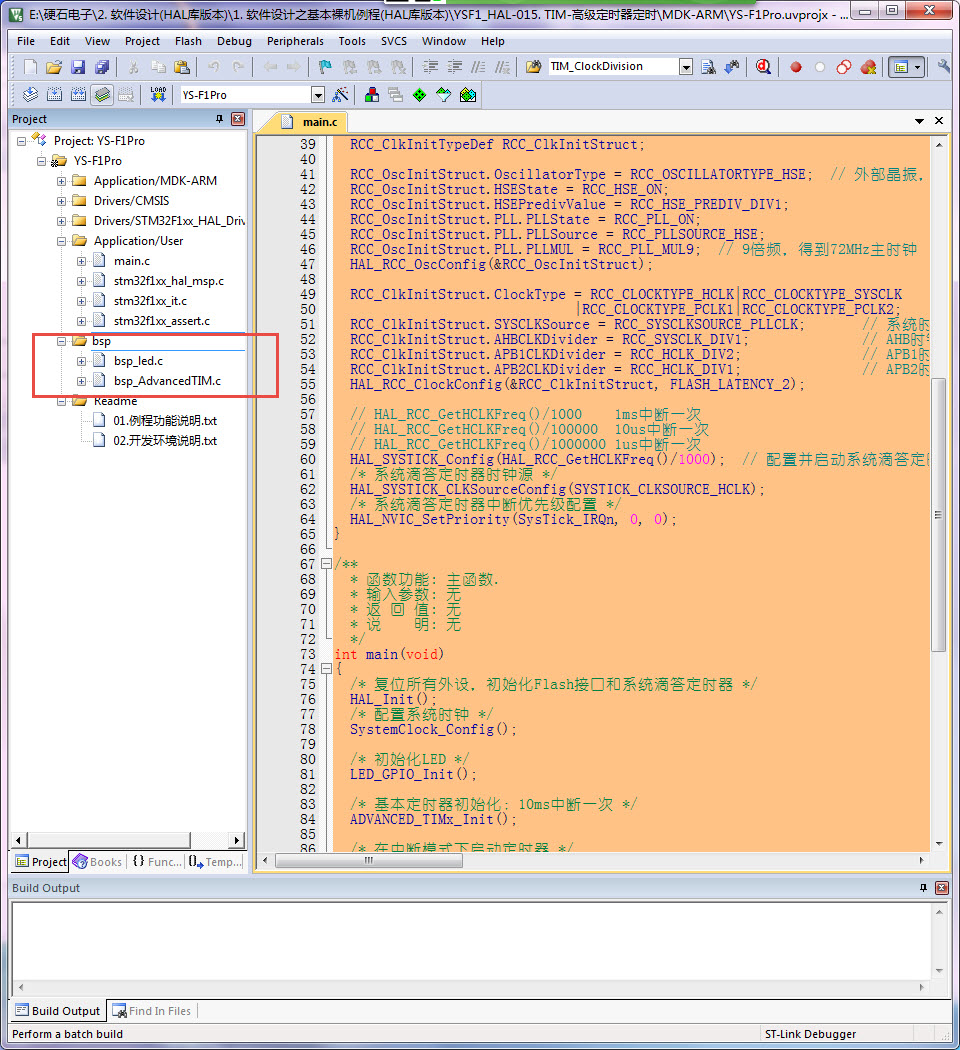 E:\硬石电子\2. 软件设计(HAL库版本)\1. 软件设计之基本裸机例程(HAL库版本)\YSF1_HAL-015. TIM-高级定时器定时\MDK-ARM\YS-F1Pro.uvprojx - ...
File Edit View Project Flash Debug Peripherals Tools SVCS Window Help
TIM_ClockDivision
LOAD YS-F1Pro
Project
main.c
Project: YS-F1Pro
YS-F1Pro
Application/MDK-ARM
Drivers/CMSIS
Drivers/STM32F1xx_HAL_Driv
Application/User
main.c
stm32f1xx_hal_msp.c
stm32f1xx_it.c
stm32f1xx_assert.c
bsp
bsp_led.c
bsp_AdvancedTIM.c
Readme
01.例程功能说明.txt
02.开发环境说明.txt
39 RCC_ClkInitTypeDef RCC_ClkInitStruct;
40
41 RCC_OscInitStruct.OscillatorType = RCC_OSCILLATORTYPE_HSE; // 外部晶振,
42 RCC_OscInitStruct.HSEState = RCC_HSE_ON;
43 RCC_OscInitStruct.HSEPredivValue = RCC_HSE_PREDIV_DIV1;
44 RCC_OscInitStruct.PLL.PLLState = RCC_PLL_ON;
45 RCC_OscInitStruct.PLL.PLLSource = RCC_PLLSOURCE_HSE;
46 RCC_OscInitStruct.PLL.PLLMUL = RCC_PLL_MUL9; // 9倍频，得到72MHz主时钟
47 HAL_RCC_OscConfig(&RCC_OscInitStruct);
48
49 RCC_ClkInitStruct.ClockType = RCC_CLOCKTYPE_HCLK|RCC_CLOCKTYPE_SYSCLK
50 |RCC_CLOCKTYPE_PCLK1|RCC_CLOCKTYPE_PCLK2;
51 RCC_ClkInitStruct.SYSCLKSource = RCC_SYSCLKSOURCE_PLLCLK; // 系统时
52 RCC_ClkInitStruct.AHBCLKDivider = RCC_SYSCLK_DIV1; // AHB时
53 RCC_ClkInitStruct.APB1CLKDivider = RCC_HCLK_DIV2; // APB1时
54 RCC_ClkInitStruct.APB2CLKDivider = RCC_HCLK_DIV1; // APB2时
55 HAL_RCC_ClockConfig(&RCC_ClkInitStruct, FLASH_LATENCY_2);
56
57 // HAL_RCC_GetHCLKFreq()/1000 1ms中断一次
58 // HAL_RCC_GetHCLKFreq()/100000 10us中断一次
59 // HAL_RCC_GetHCLKFreq()/1000000 1us中断一次
60 HAL_SYSTICK_Config(HAL_RCC_GetHCLKFreq()/1000); // 配置并启动系统滴答定
61 /* 系统滴答定时器时钟源 */
62 HAL_SYSTICK_CLKSourceConfig(SYSTICK_CLKSOURCE_HCLK);
63 /* 系统滴答定时器中断优先级配置 */
64 HAL_NVIC_SetPriority(SysTick_IRQn, 0, 0);
65 }
66
67 /**
68 * 函数功能: 主函数.
69 * 输入参数: 无
70 * 返 回 值: 无
71 * 说 明: 无
72 */
73 int main(void)
74 {
75 /* 复位所有外设，初始化Flash接口和系统滴答定时器 */
76 HAL_Init();
77 /* 配置系统时钟 */
78 SystemClock_Config();
79
80 /* 初始化LED */
81 LED_GPIO_Init();
82
83 /* 基本定时器初始化：10ms中断一次 */
84 ADVANCED_TIMx_Init();
85
86 /* 在中断模式下启动定时器 */
Project Books {} Func... Temp...
Build Output
Build Output Find In Files
Perform a batch build ST-Link Debugger